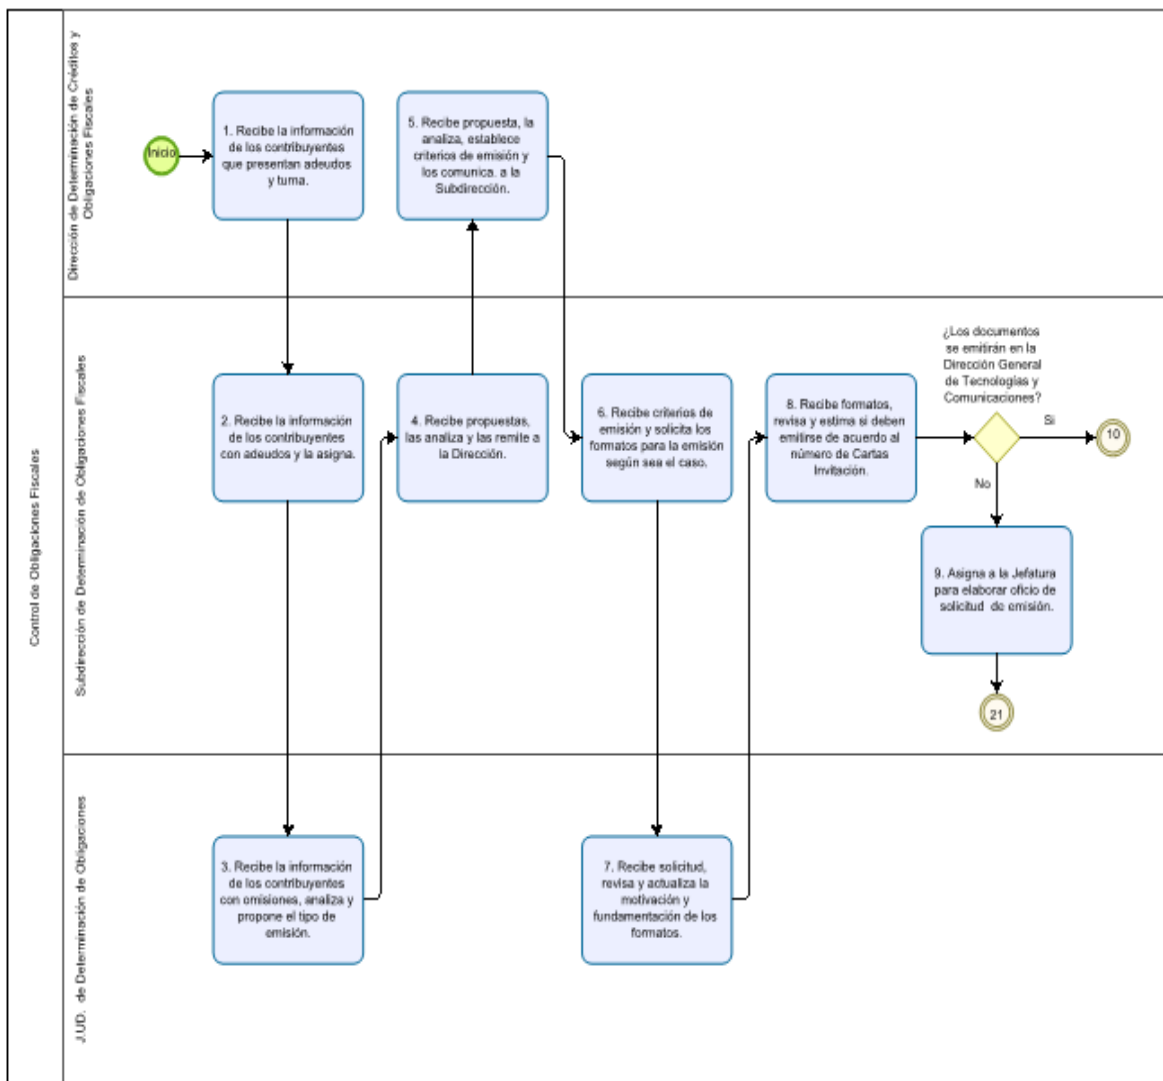 Control de Obligaciones Fiscales
Dirección de Determinación de Créditos y
Obligaciones Fiscales
Inicio
1. Recibe la información
de los contribuyentes
que presentan adeudos
y turna.
5. Recibe propuesta, la
analiza, establece
criterios de emisión y
los comunica. a la
Subdirección.
Subdirección de Determinación de Obligaciones Fiscales
2. Recibe la información
de los contribuyentes
con adeudos y la asigna.
4. Recibe propuestas,
las analiza y las remite a
la Dirección.
6. Recibe criterios de
emisión y solicita los
formatos para la emisión
según sea el caso.
8. Recibe formatos,
revisa y estima si deben
emitirse de acuerdo al
número de Cartas
Invitación.
¿Los documentos
se emitirán en la
Dirección General
de Tecnologías y
Comunicaciones?
Si
10
No
9. Asigna a la Jefatura
para elaborar oficio de
solicitud de emisión.
21
J.UD. de Determinación de Obligaciones
3. Recibe la información
de los contribuyentes
con omisiones, analiza y
propone el tipo de
emisión.
7. Recibe solicitud,
revisa y actualiza la
motivación y
fundamentación de los
formatos.